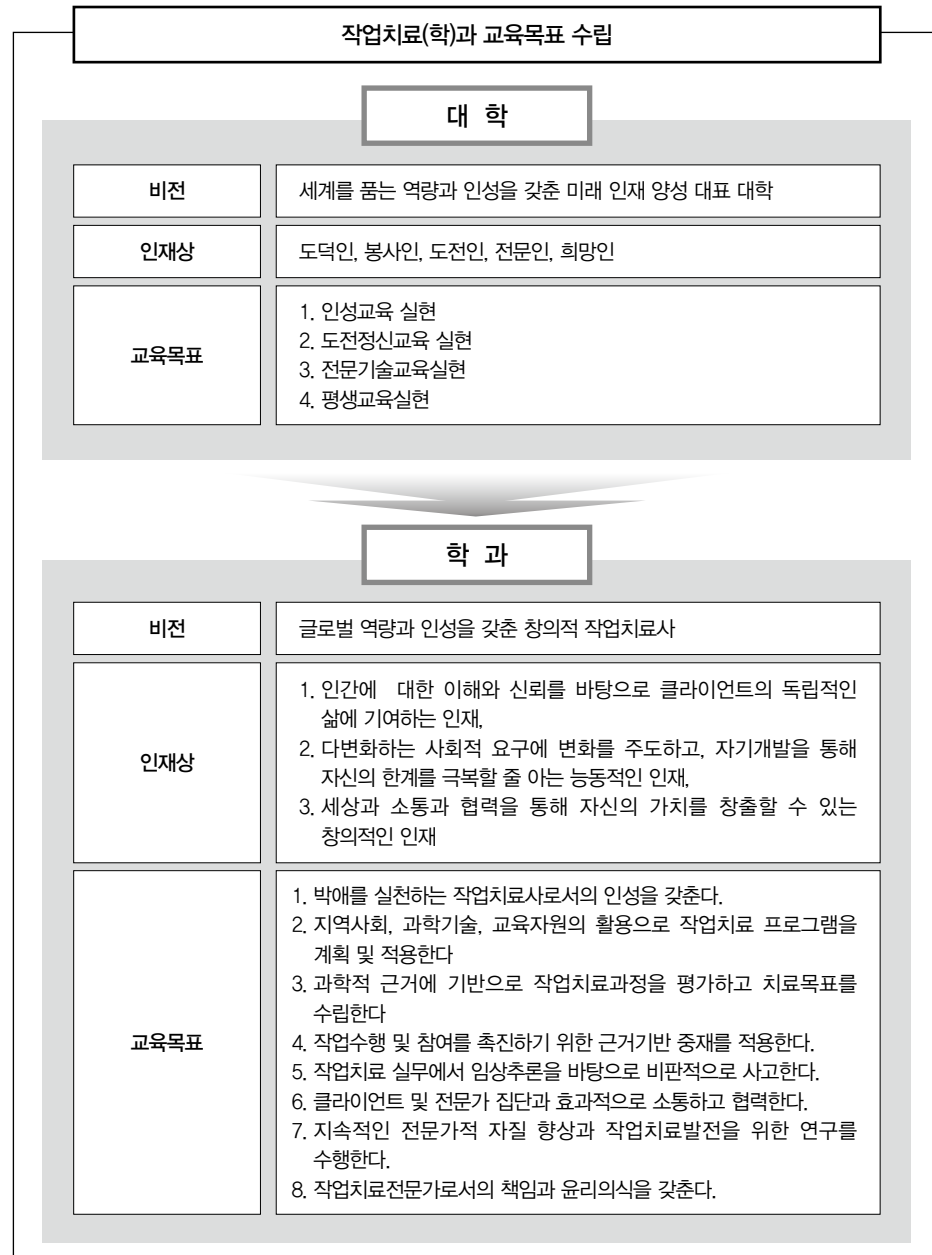 작업치료(학)과 교육목표 수립
대 학
비전
세계를 품는 역량과 인성을 갖춘 미래 인재 양성 대표 대학
인재상
도덕인, 봉사인, 도전인, 전문인, 희망인
교육목표
1. 인성교육 실현
2. 도전정신교육 실현
3. 전문기술교육실현
4. 평생교육실현
학 과
비전
글로벌 역량과 인성을 갖춘 창의적 작업치료사
인재상
1. 인간에 대한 이해와 신뢰를 바탕으로 클라이언트의 독립적인
삶에 기여하는 인재,
2. 다변화하는 사회적 요구에 변화를 주도하고, 자기개발을 통해
자신의 한계를 극복할 줄 아는 능동적인 인재,
3. 세상과 소통과 협력을 통해 자신의 가치를 창출할 수 있는
창의적인 인재
교육목표
1. 박애를 실천하는 작업치료사로서의 인성을 갖춘다.
2. 지역사회, 과학기술, 교육자원의 활용으로 작업치료 프로그램을
계획 및 적용한다
3. 과학적 근거에 기반으로 작업치료과정을 평가하고 치료목표를
수립한다
4. 작업수행 및 참여를 촉진하기 위한 근거기반 중재를 적용한다.
5. 작업치료 실무에서 임상추론을 바탕으로 비판적으로 사고한다.
6. 클라이언트 및 전문가 집단과 효과적으로 소통하고 협력한다.
7. 지속적인 전문가적 자질 향상과 작업치료발전을 위한 연구를
수행한다.
8. 작업치료전문가로서의 책임과 윤리의식을 갖춘다.